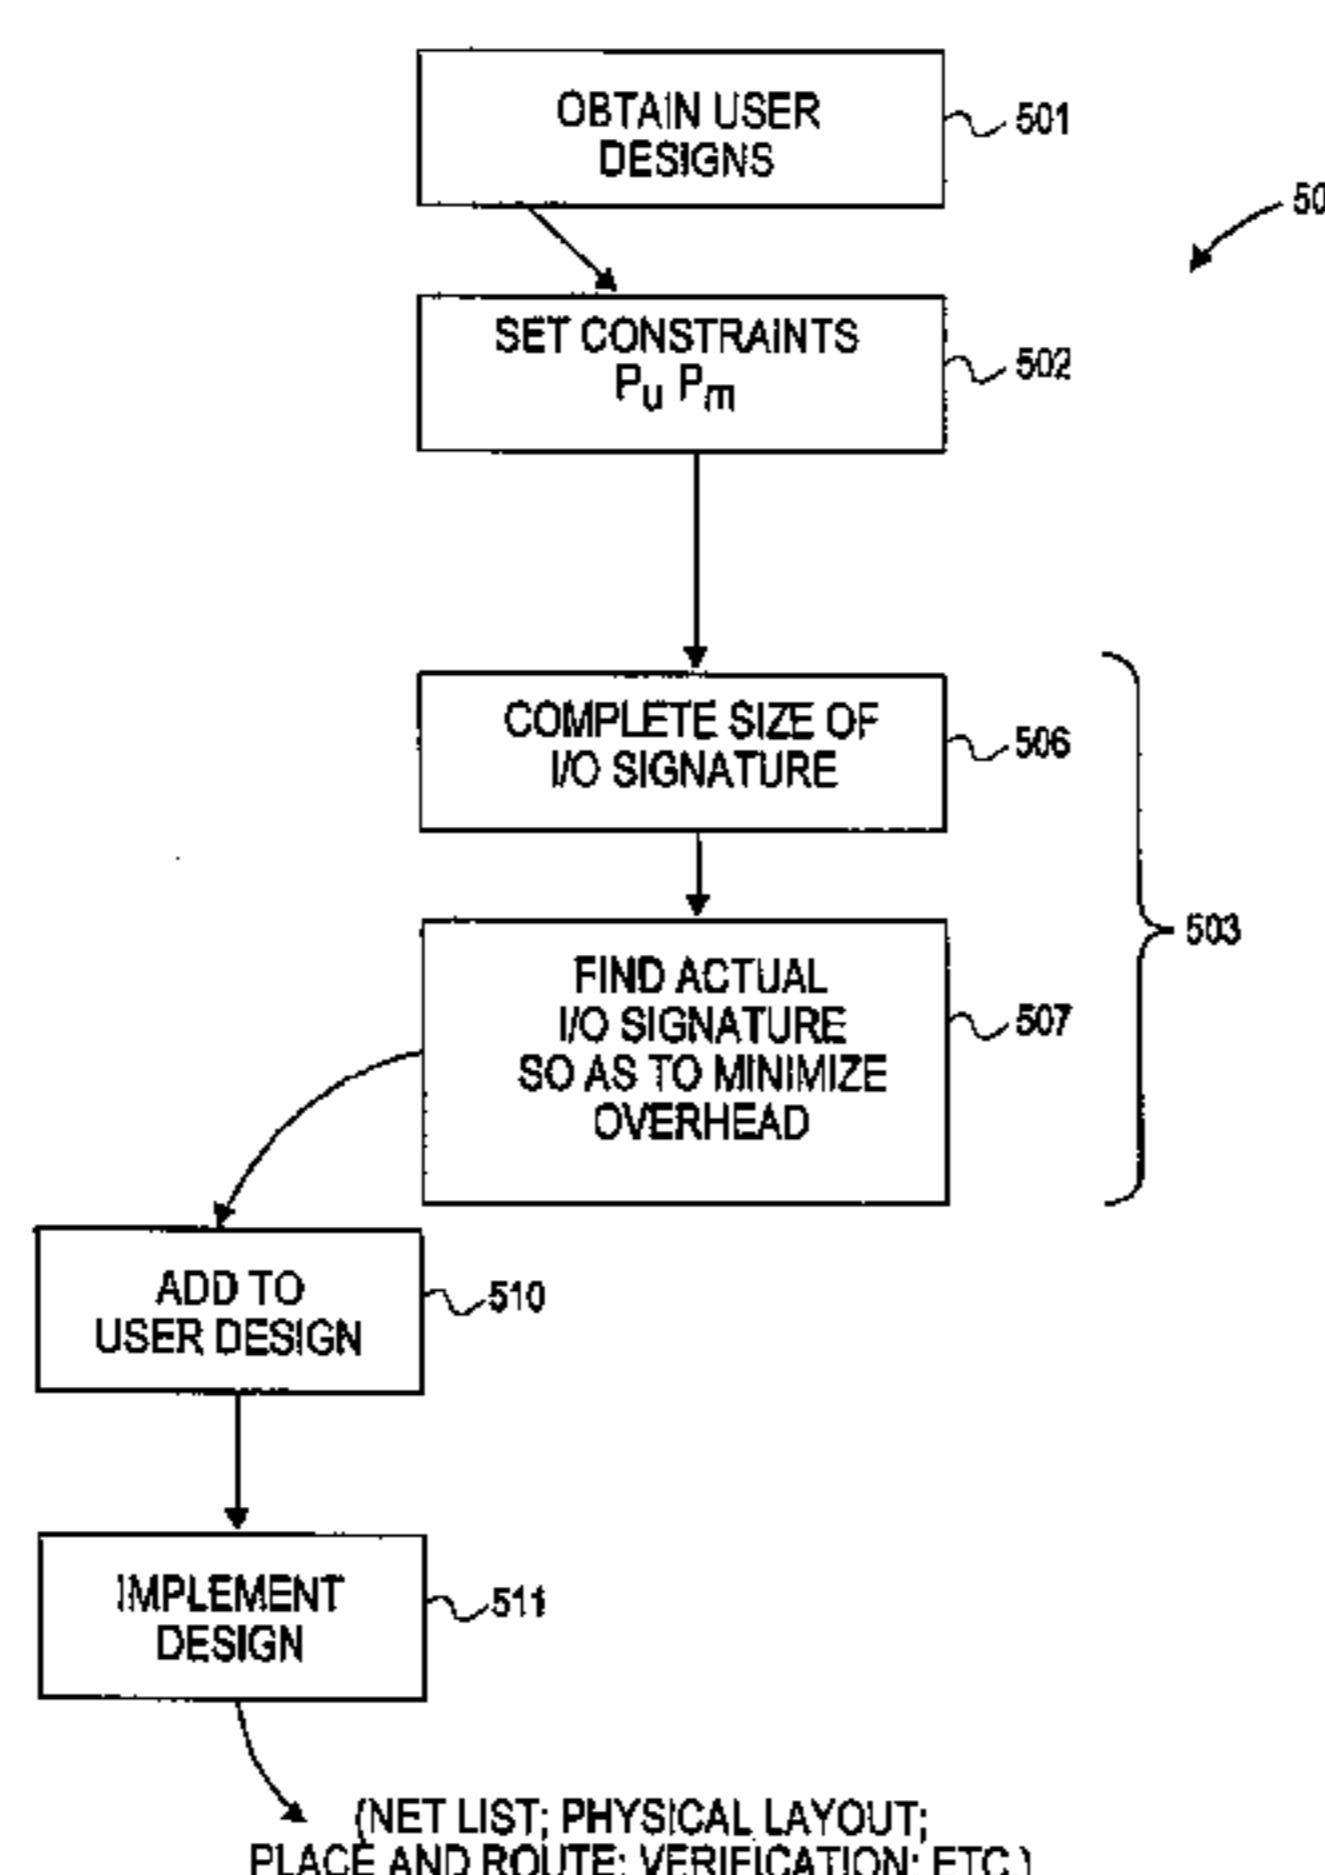 OBTAIN USER
DESIGNS
501
50
SET CONSTRAINTS
Pu Pm
502
COMPLETE SIZE OF
I/O SIGNATURE
506
503
FIND ACTUAL
I/O SIGNATURE
SO AS TO MINIMIZE
OVERHEAD
507
ADD TO
USER DESIGN
510
IMPLEMENT
DESIGN
511
(NET LIST; PHYSICAL LAYOUT;
PLACE AND ROUTE; VERIFICATION; ETC.)